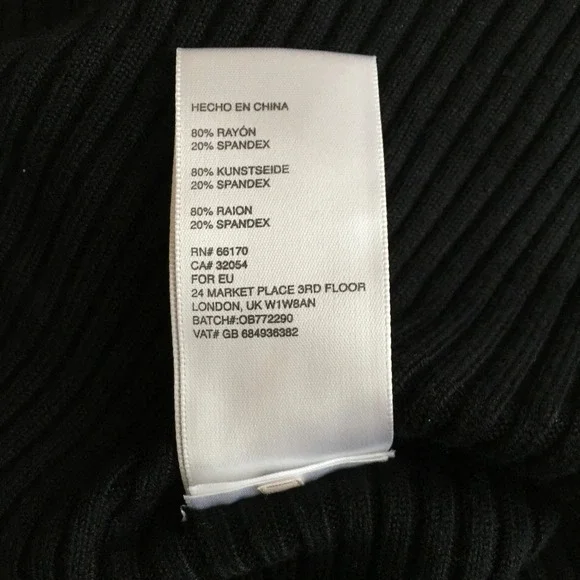 HECHO EN CHINA
80% RAYÓN
20% SPANDEX
80% KUNSTSEIDE
20% SPANDEX
80% RAION
20% SPANDEX
RN# 66170
CA# 32054
FOR EU
24 MARKET PLACE 3RD FLOOR
LONDON, UK W1W8AN
BATCH#:OB772290
VAT# GB 684936382